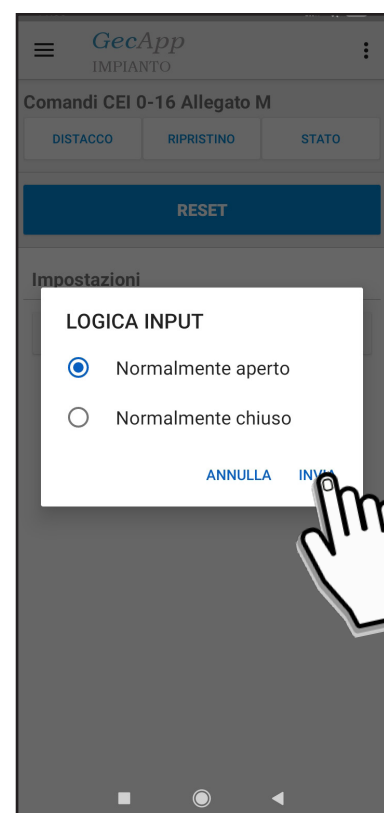 GecApp
IMPIANTO
Comandi CEI 0-16 Allegato M
DISTACCO RIPRISTINO STATO
RESET
Impostazioni
LOGICA INPUT
Normalmente aperto
Normalmente chiuso
ANNULLA INVIA